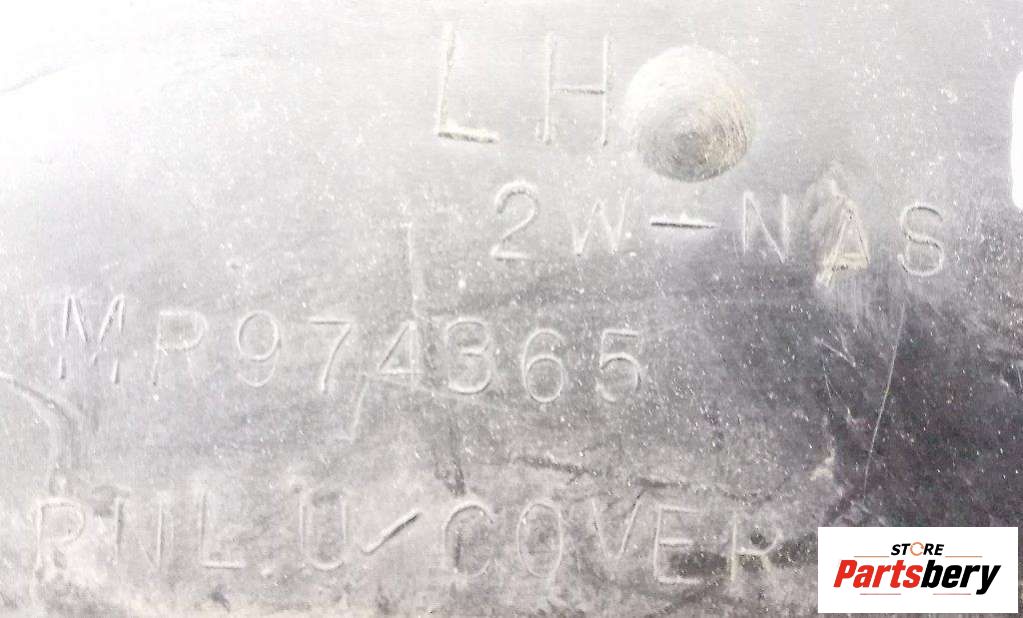 LH
2W-NAS
MR974365
PNL.U/COVER
STORE
Partsbery